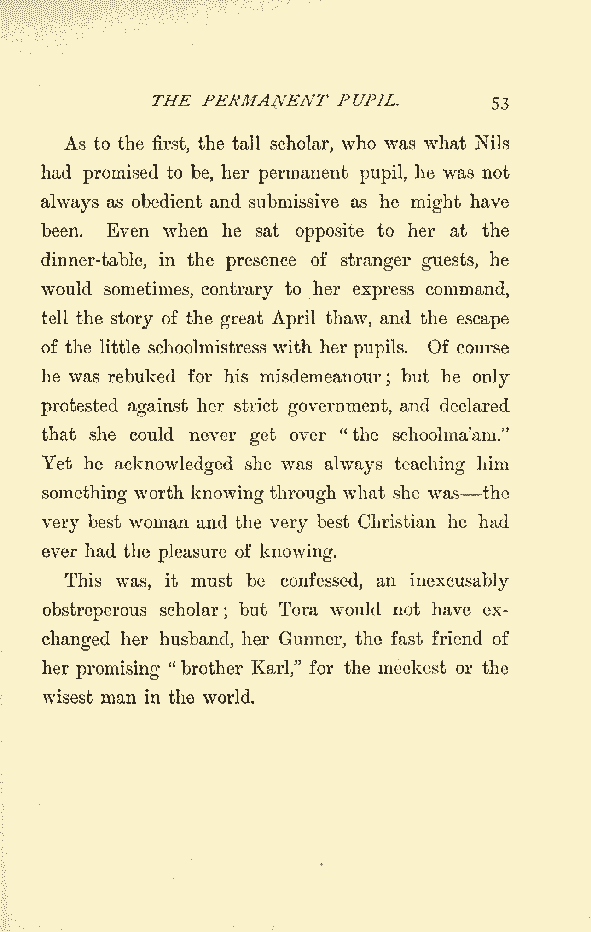 THE PERMANENT PUPIL. 53
As to the first, the tall scholar, who was what Nils
had promised to be, her permanent pupil, he was not
always as obedient and submissive as he might have
been. Even when he sat opposite to her at the
dinner-table, in the presence of stranger guests, he
would sometimes, contrary to her express command,
tell the story of the great April thaw, and the escape
of the little schoolmistress with her pupils. Of course
he was rebuked for his misdemeanour; but he only
protested against her strict government, and declared
that she could never get over “the schoolma'am.”
Yet he acknowledged she was always teaching him
something worth knowing through what she was—the
very best woman and the very best Christian he had
ever had the pleasure of knowing.
This was, it must be confessed, an inexcusably
obstreperous scholar; but Tora would not have ex-
changed her husband, her Gunner, the fast friend of
her promising “brother Karl,” for the meekest or the
wisest man in the world.